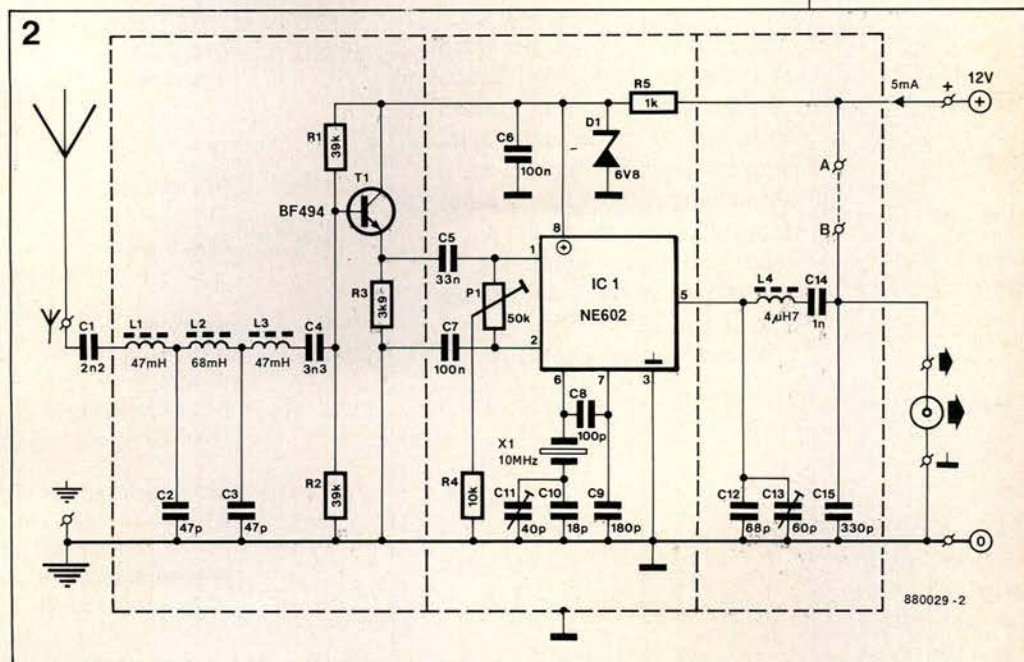 2
12V
+
5mA
R5
1k
R1
39k
C6
100n
D1
6V8
A
T1
BF494
B
8
C5
33n
1
IC 1
NE602
5
L4
4µH7
C14
1n
R3
3k9
P1
50k
C1
2n2
L1
47mH
L2
68mH
L3
47mH
C4
3n3
C7
100n
2
6
7
3
C8
100p
X1
10MHz
C2
47p
C3
47p
R2
39k
R4
10k
C11
40p
C10
18p
C9
180p
C12
68p
C13
60p
C15
330p
0
880029 - 2